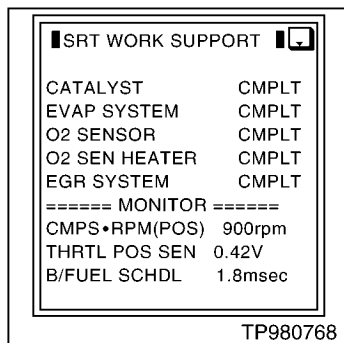 SRT WORK SUPPORT
CATALYST CMPLT
EVAP SYSTEM CMPLT
O2 SENSOR CMPLT
O2 SEN HEATER CMPLT
EGR SYSTEM CMPLT
====== MONITOR ======
CMPS•RPM(POS) 900rpm
THRTL POS SEN 0.42V
B/FUEL SCHDL 1.8msec
TP980768